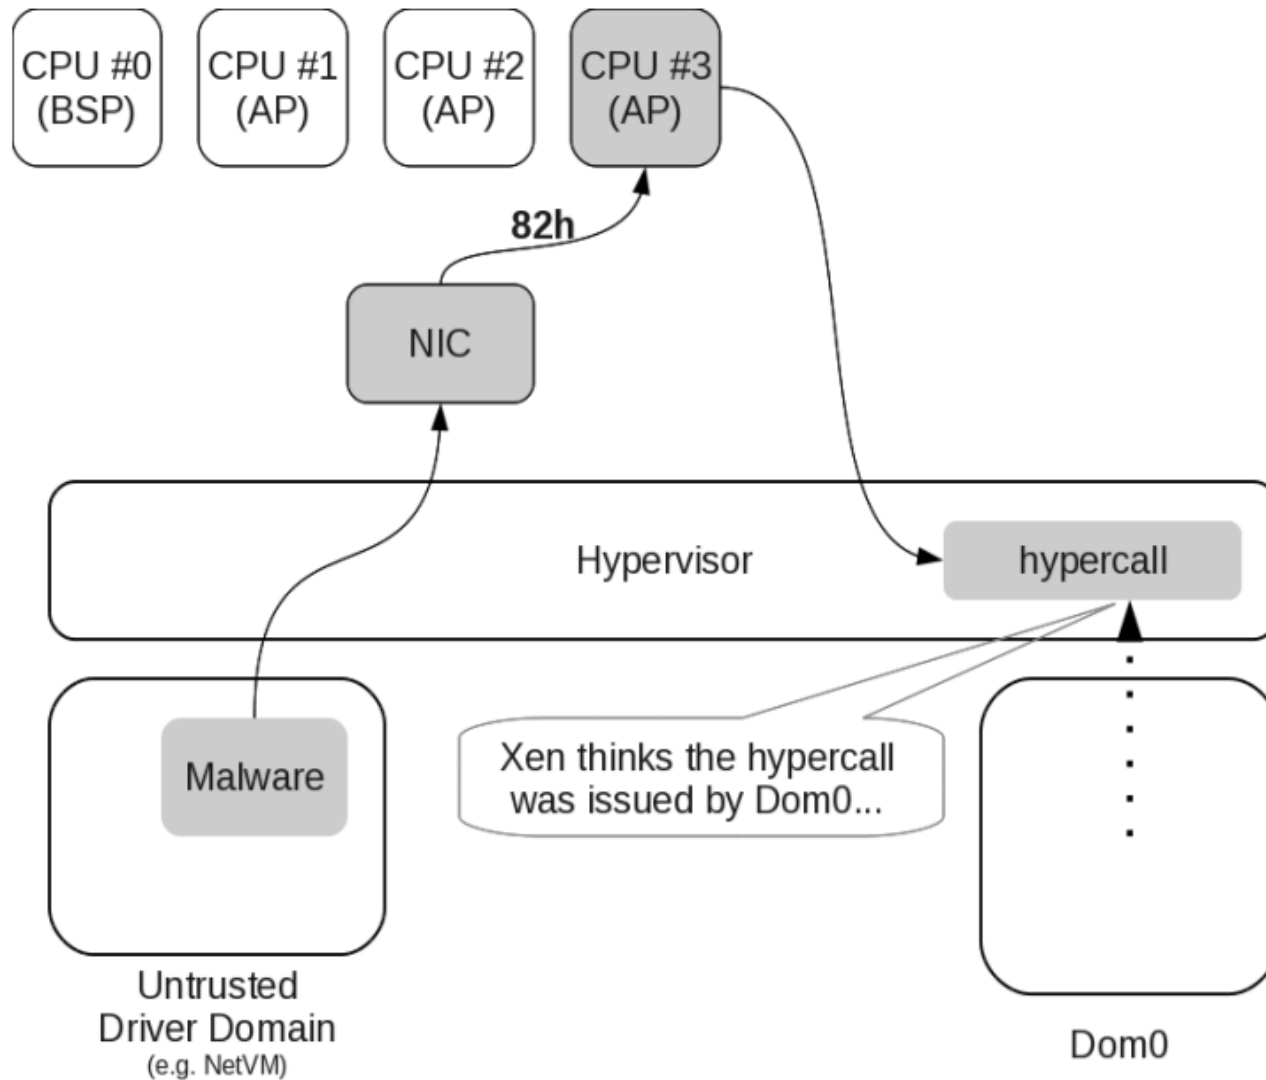 CPU #0
(BSP)
CPU #1
(AP)
CPU #2
(AP)
CPU #3
(AP)
82h
NIC
Hypervisor
hypercall
Malware
Xen thinks the hypercall
was issued by Dom0...
Untrusted
Driver Domain
(e.g. NetVM)
Dom0